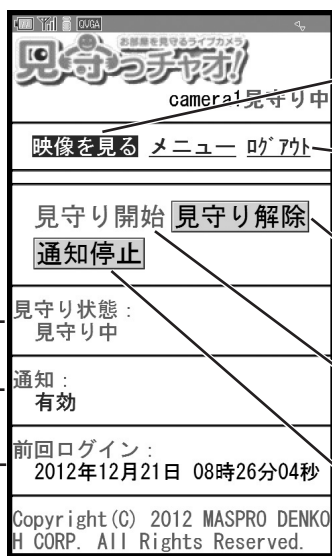 QVGA
お部屋を見守るライブカメラ
見守っチャオ!
camera1見守り中
映像を見る メニュー ﾛｸﾞｱｳﾄ
見守り開始 見守り解除
通知停止
見守り状態:
見守り中
通知:
有効
前回ログイン:
2012年12月21日 08時26分04秒
Copyright(C) 2012 MASPRO DENKO
H CORP. All Rights Reserved.